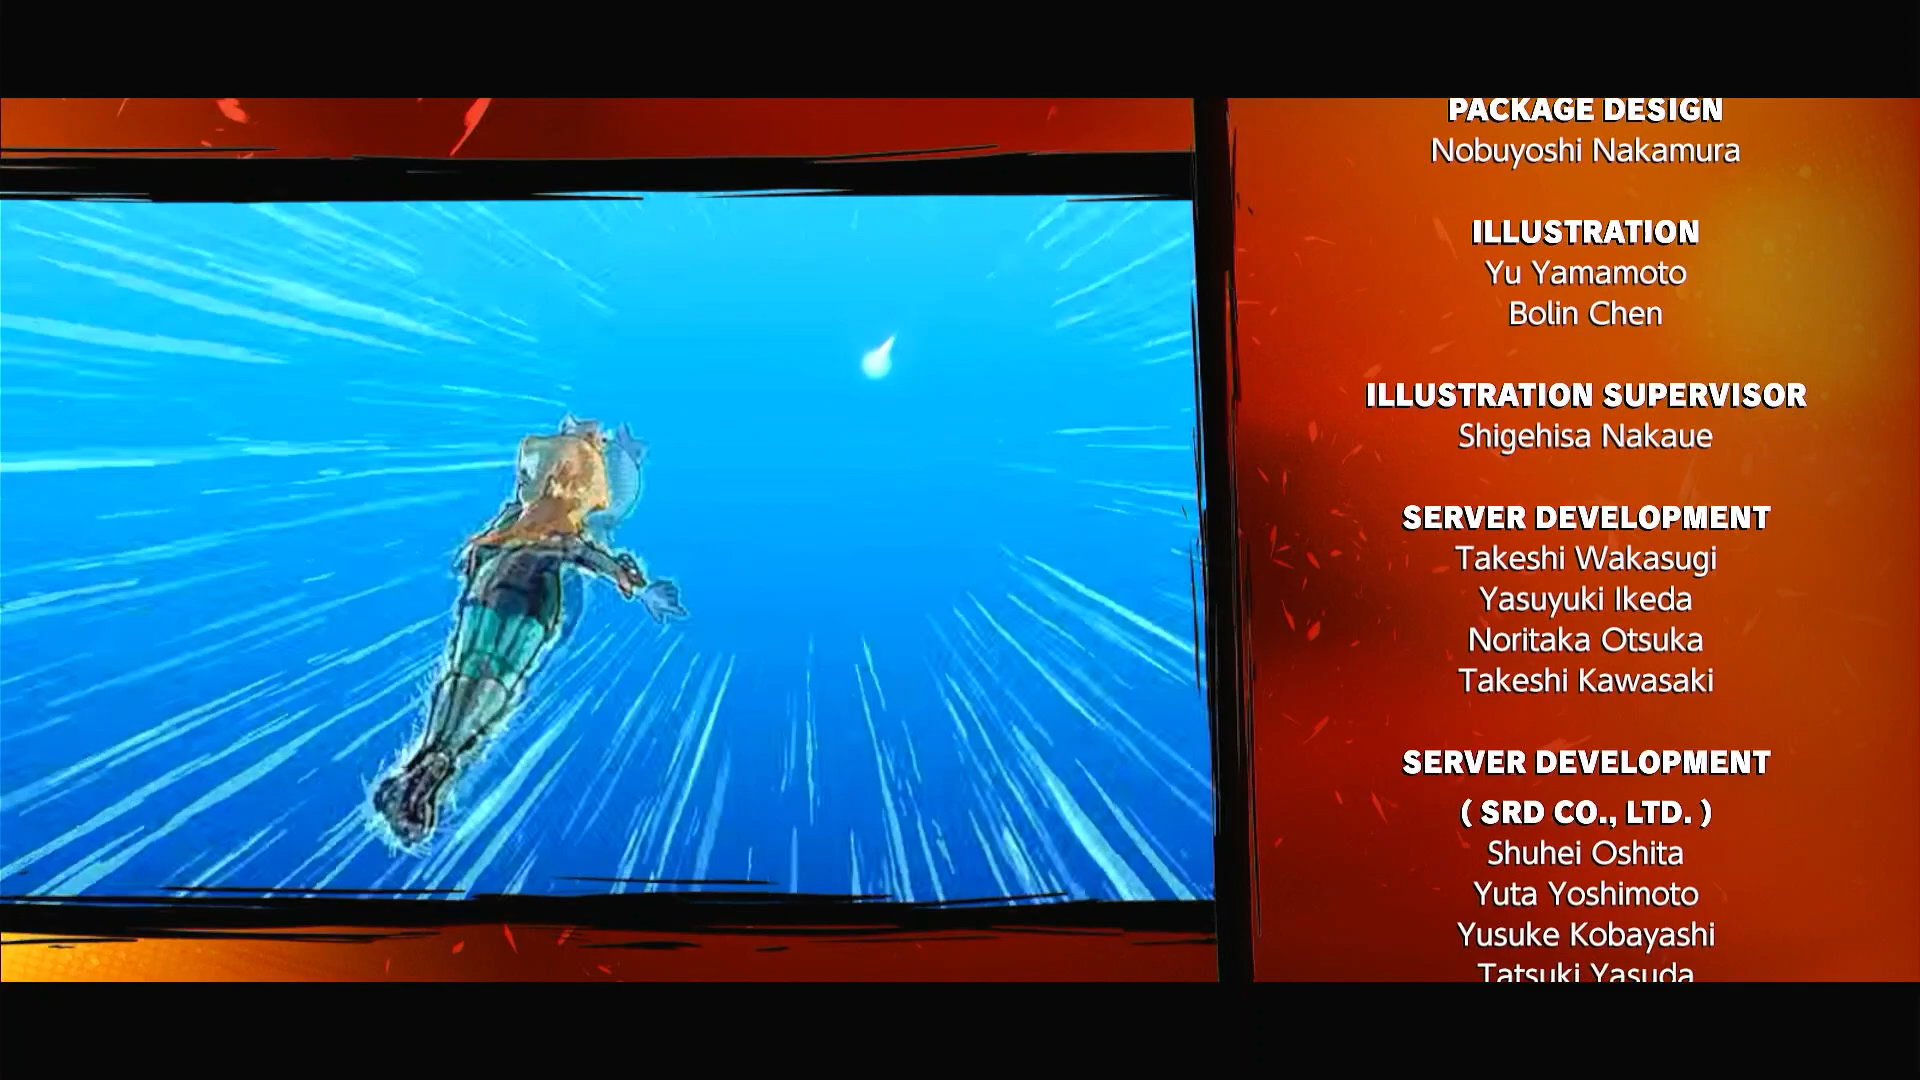 PACKAGE DESIGN
Nobuyoshi Nakamura
ILLUSTRATION
Yu Yamamoto
Bolin Chen
ILLUSTRATION SUPERVISOR
Shigehisa Nakaue
SERVER DEVELOPMENT
Takeshi Wakasugi
Yasuyuki Ikeda
Noritaka Otsuka
Takeshi Kawasaki
SERVER DEVELOPMENT
( SRD CO., LTD. )
Shuhei Oshita
Yuta Yoshimoto
Yusuke Kobayashi
Tatsuki Yasuda